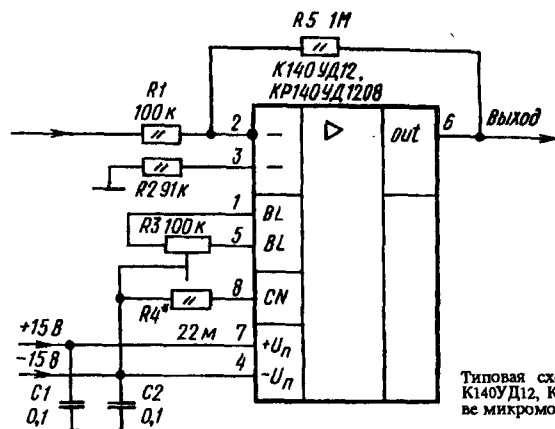 R5 1М
К140УД12,
КР140УД1208
R1
100 к
2
3
R2 91к
1
BL
R3 100 к
5
BL
8
CN
R4*
22 м
+15 В
7
+Uп
−15 В
4
−Uп
C1
0,1
C2
0,1
▷
out
6
Выход
Типовая сх
К140УД12, К
ве микромо